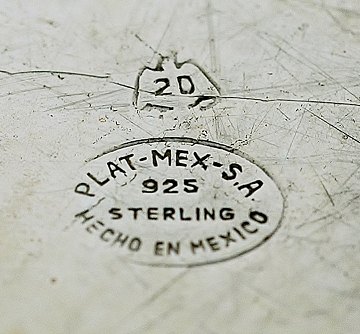 20
PLAT-MEX-S.A.
925
STERLING
HECHO EN MEXICO